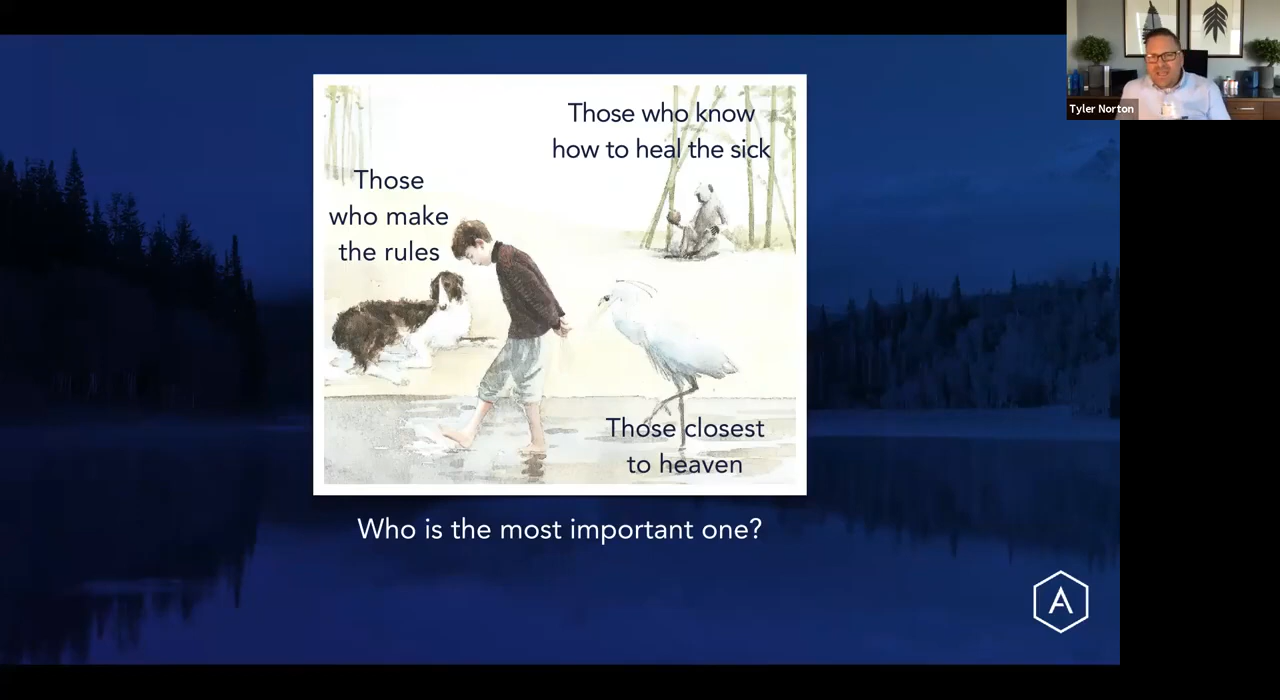 Tyler Norton
Those who know
how to heal the sick
Those
who make
the rules
Those closest
to heaven
Who is the most important one?
A